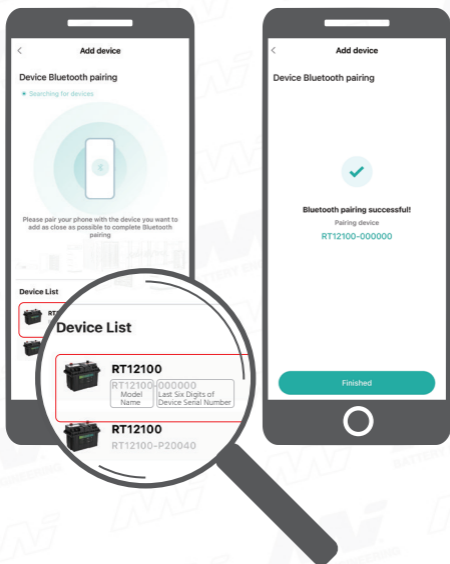 Add device
Device Bluetooth pairing
Searching for devices
Please pair your phone with the device you want to
add as close as possible to complete Bluetooth
pairing
Device List
Device List
RT12100
RT12100-000000
Model
Name
Last Six Digits of
Device Serial Number
RT12100
RT12100-P20040
Add device
Device Bluetooth pairing
Bluetooth pairing successful!
Pairing device
RT12100-000000
Finished